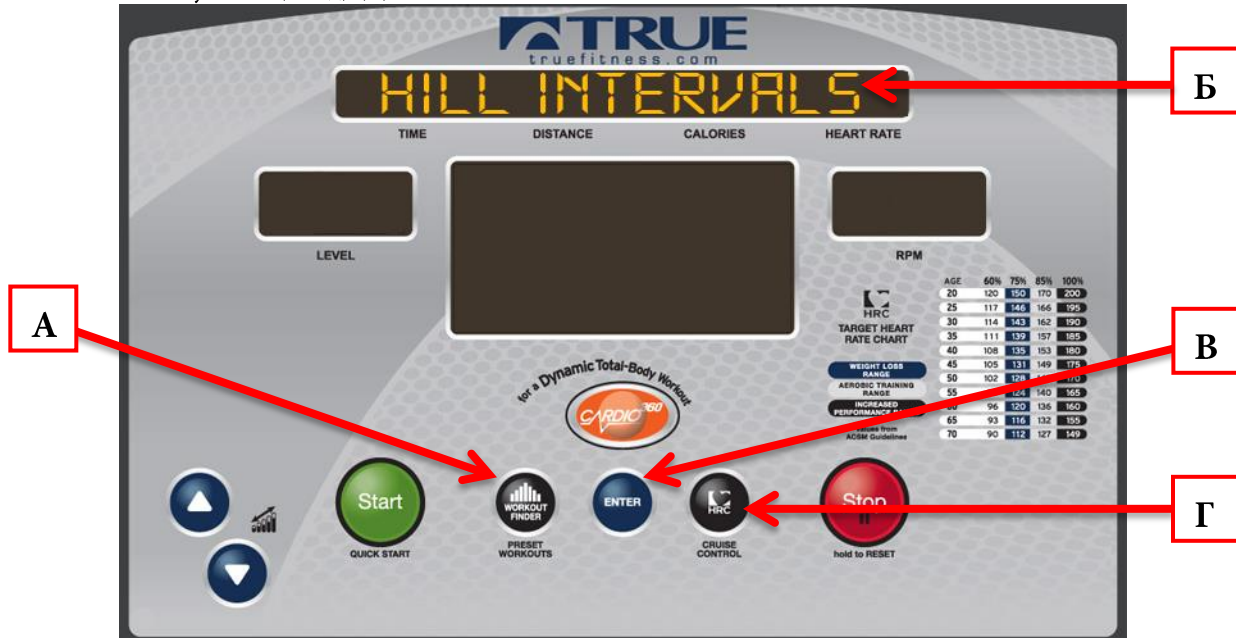 TRUE
truefitness.com
HILL INTERVALS
TIME DISTANCE CALORIES HEART RATE
LEVEL
RPM
Б
А
В
Г
HRC
TARGET HEART
RATE CHART
WEIGHT LOSS
RANGE
AEROBIC TRAINING
RANGE
INCREASED
PERFORMANCE
values from
ACSM Guidelines
AGE 60% 75% 85% 100%
20 120 150 170 200
25 117 146 166 195
30 114 143 162 190
35 111 139 157 185
40 108 135 153 180
45 105 131 149 175
50 102 128 170
55 124 140 165
96 120 136 160
65 93 116 132 155
70 90 112 127 149
for a Dynamic Total-Body Workout
CARDIO 360
Start
QUICK START
WORKOUT
FINDER
PRESET
WORKOUTS
ENTER
HRC
CRUISE
CONTROL
Stop
hold to RESET